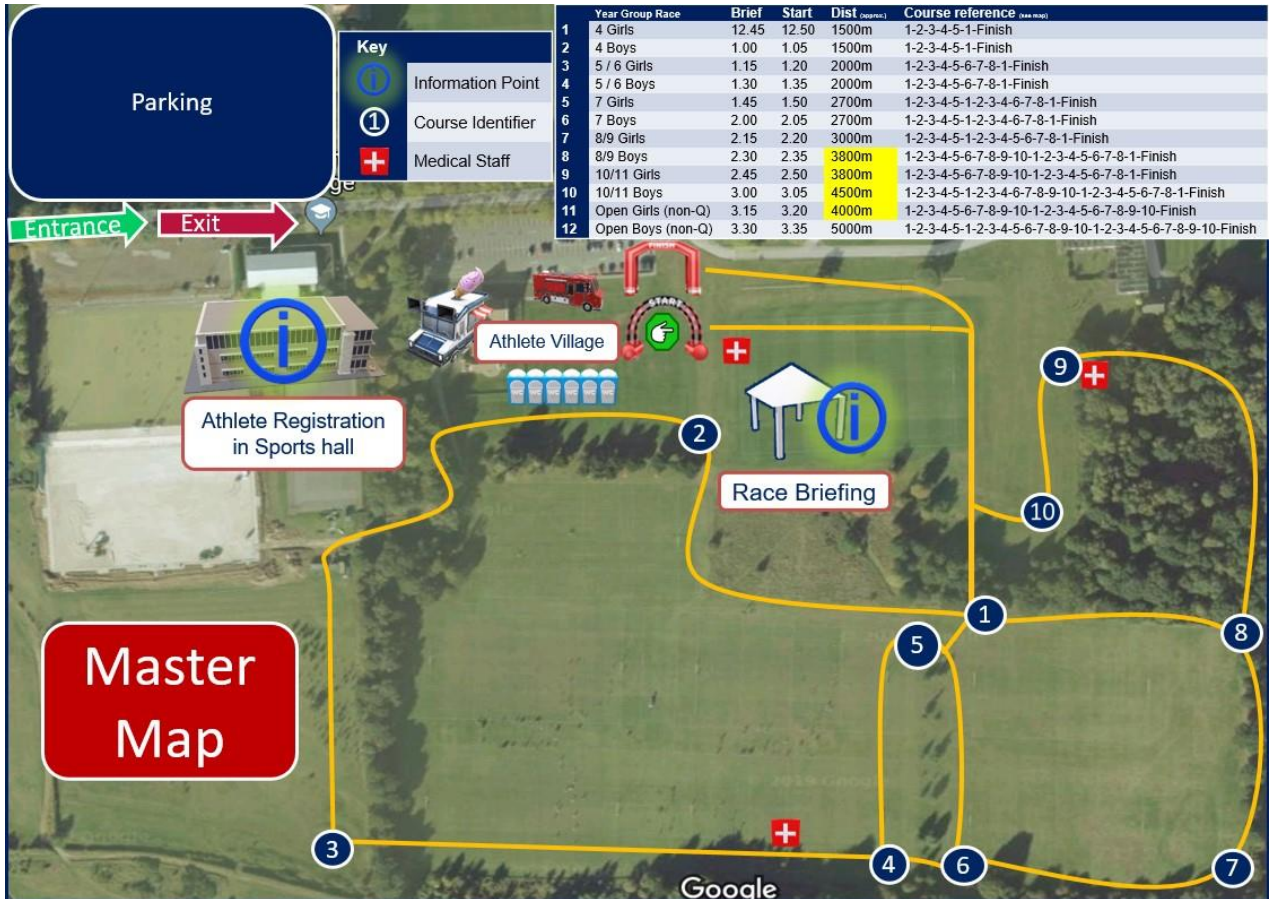 Parking
Key
Information Point
1 Course Identifier
Medical Staff
Year Group Race Brief Start Dist (approx.) Course reference (see map)
1 4 Girls 12.45 12.50 1500m 1-2-3-4-5-1-Finish
2 4 Boys 1.00 1.05 1500m 1-2-3-4-5-1-Finish
3 5 / 6 Girls 1.15 1.20 2000m 1-2-3-4-5-6-7-8-1-Finish
4 5 / 6 Boys 1.30 1.35 2000m 1-2-3-4-5-6-7-8-1-Finish
5 7 Girls 1.45 1.50 2700m 1-2-3-4-5-1-2-3-4-6-7-8-1-Finish
6 7 Boys 2.00 2.05 2700m 1-2-3-4-5-1-2-3-4-6-7-8-1-Finish
7 8/9 Girls 2.15 2.20 3000m 1-2-3-4-5-1-2-3-4-5-6-7-8-1-Finish
8 8/9 Boys 2.30 2.35 3800m 1-2-3-4-5-6-7-8-9-10-1-2-3-4-5-6-7-8-1-Finish
9 10/11 Girls 2.45 2.50 3800m 1-2-3-4-5-6-7-8-9-10-1-2-3-4-5-6-7-8-1-Finish
10 10/11 Boys 3.00 3.05 4500m 1-2-3-4-5-1-2-3-4-6-7-8-9-10-1-2-3-4-5-6-7-8-1-Finish
11 Open Girls (non-Q) 3.15 3.20 4000m 1-2-3-4-5-6-7-8-9-10-1-2-3-4-5-6-7-8-9-10-Finish
12 Open Boys (non-Q) 3.30 3.35 5000m 1-2-3-4-5-1-2-3-4-5-6-7-8-9-10-1-2-3-4-5-6-7-8-9-10-Finish
ge
Entrance
Exit
FINISH
START
Athlete Village
WC WC WC WC WC WC
Athlete Registration
in Sports hall
Race Briefing
2
9
10
1
5
8
Master
Map
3
4
6
7
Google